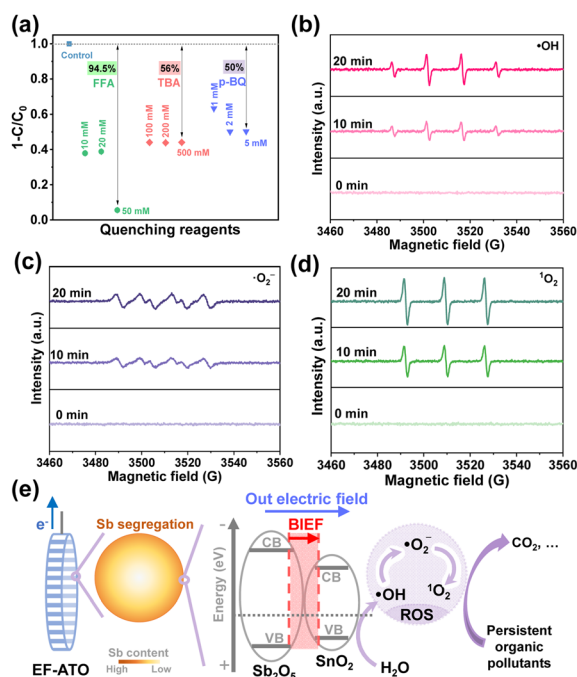 (a)
1.0
0.8
0.6
0.4
0.2
0.0
1-C/C₀
Control
94.5%
FFA
56%
TBA
50%
p-BQ
10 mM
20 mM
50 mM
100 mM
200 mM
500 mM
1 mM
2 mM
5 mM
Quenching reagents
(b)
•OH
20 min
10 min
0 min
Intensity (a.u.)
3460 3480 3500 3520 3540 3560
Magnetic field (G)
(c)
·O₂⁻
20 min
10 min
0 min
Intensity (a.u.)
3460 3480 3500 3520 3540 3560
Magnetic field (G)
(d)
¹O₂
20 min
10 min
0 min
Intensity (a.u.)
3460 3480 3500 3520 3540 3560
Magnetic field (G)
(e)
e⁻
EF-ATO
Sb segregation
Sb content
High Low
Out electric field
BIEF
Energy (eV)
−
+
CB
VB
Sb₂O₅
CB
VB
SnO₂
•O₂⁻
•OH
¹O₂
ROS
H₂O
CO₂, ...
Persistent
organic
pollutants